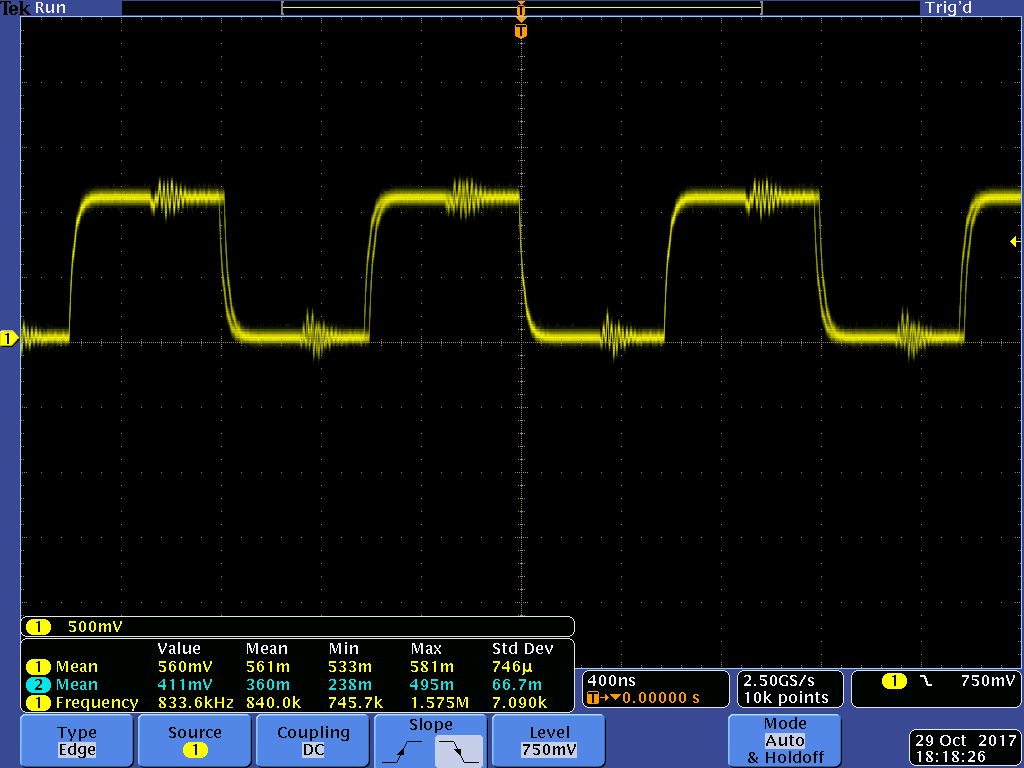 Tek Run Trig'd
T
T
1
1 500mV
Value Mean Min Max Std Dev
1 Mean 560mV 561m 533m 581m 746µ
2 Mean 411mV 360m 238m 495m 66.7m
1 Frequency 833.6kHz 840.0k 745.7k 1.575M 7.090k
400ns
T→▼0.00000 s
2.50GS/s
10k points
1 750mV
Type
Edge
Source
1
Coupling
DC
Slope
Level
750mV
Mode
Auto
& Holdoff
29 Oct 2017
18:18:26